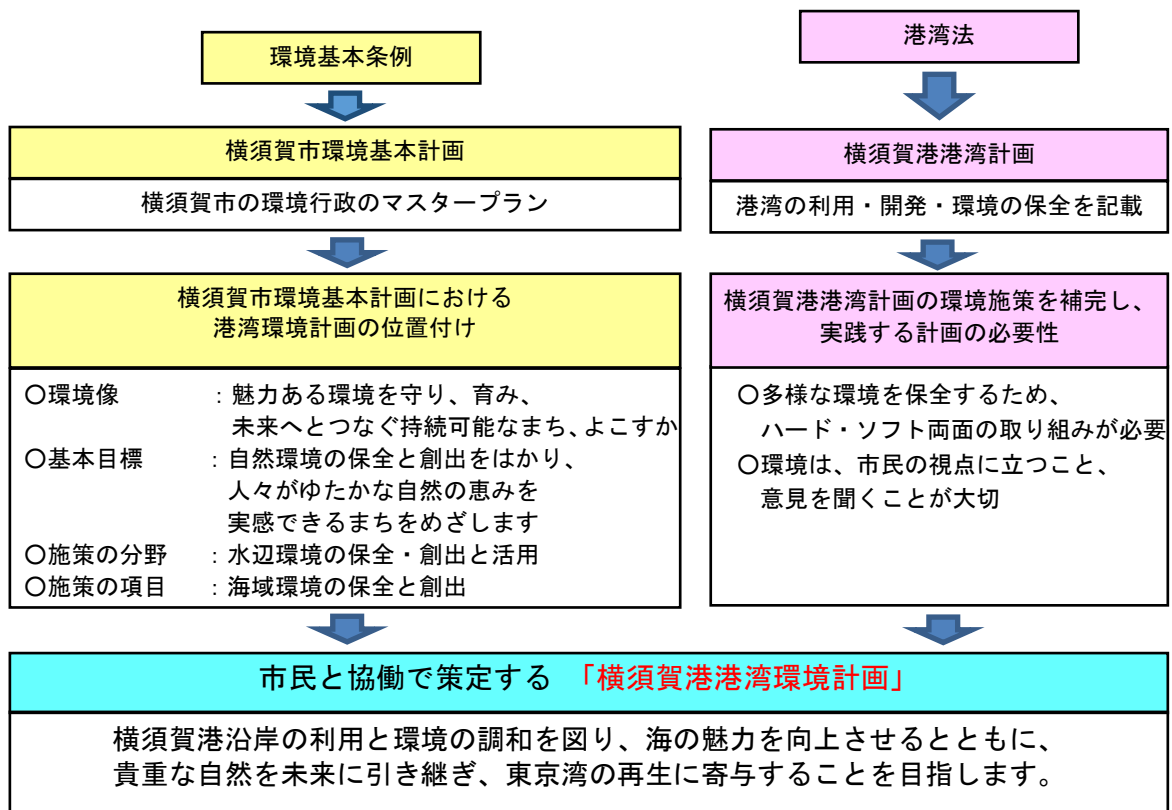 環境基本条例
横須賀市環境基本計画
横須賀市の環境行政のマスタープラン
横須賀市環境基本計画における
港湾環境計画の位置付け
〇環境像　：魅力ある環境を守り、育み、
未来へとつなぐ持続可能なまち、よこすか
〇基本目標　：自然環境の保全と創出をはかり、
人々がゆたかな自然の恵みを
実感できるまちをめざします
〇施策の分野　：水辺環境の保全・創出と活用
〇施策の項目　：海域環境の保全と創出
港湾法
横須賀港港湾計画
港湾の利用・開発・環境の保全を記載
横須賀港港湾計画の環境施策を補完し、
実践する計画の必要性
〇多様な環境を保全するため、
ハード・ソフト両面の取り組みが必要
〇環境は、市民の視点に立つこと、
意見を聞くことが大切
市民と協働で策定する　「横須賀港港湾環境計画」
横須賀港沿岸の利用と環境の調和を図り、海の魅力を向上させるとともに、
貴重な自然を未来に引き継ぎ、東京湾の再生に寄与することを目指します。